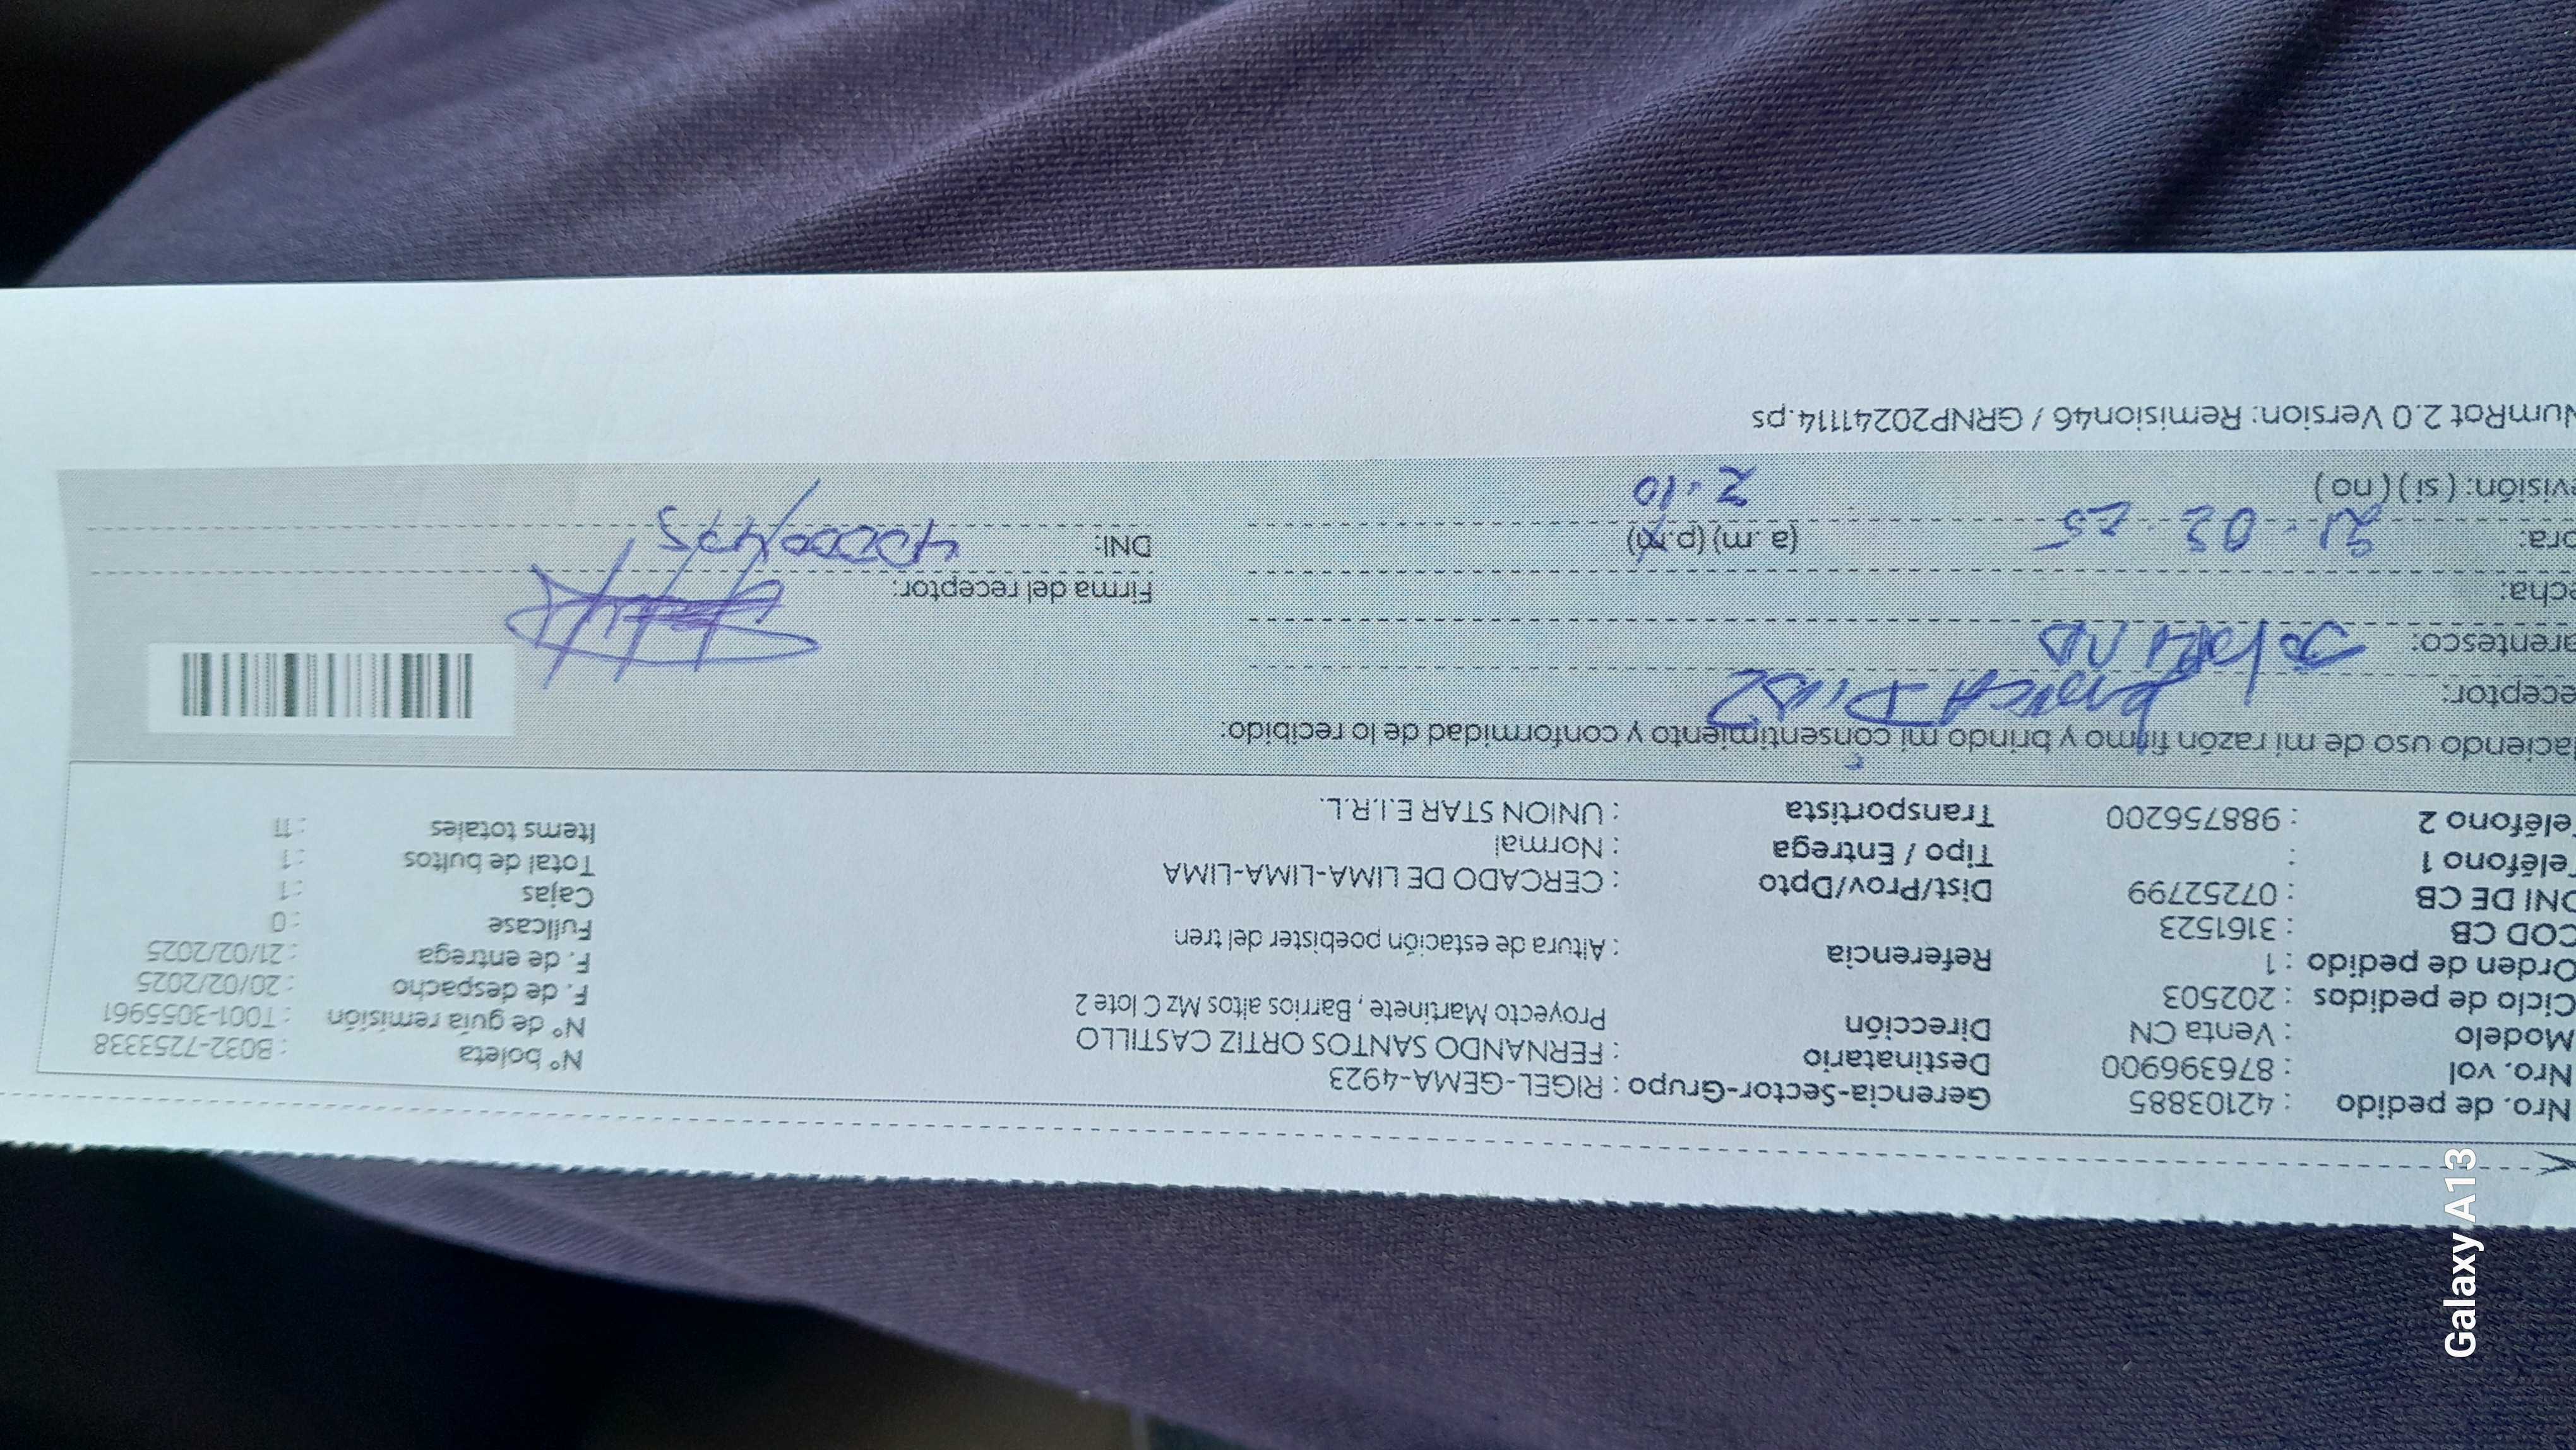 Nro. de pedido : 42103885 Gerencia-Sector-Grupo : RIGEL-GEMA-4923 N° boleta : B032-7253338
Nro. vol : 876396900 Destinatario : FERNANDO SANTOS ORTIZ CASTILLO N° de guía remisión : T001-3055961
Modelo : Venta CN Dirección Proyecto Martinete , Barrios altos Mz C lote 2 F. de despacho : 20/02/2025
Ciclo de pedidos : 202503 F. de entrega : 21/02/2025
Orden de pedido : 1 Referencia : Altura de estación poebister del tren Fullcase : 0
COD CB : 3161523 Cajas : 1
DNI DE CB : 07252799 Dist/Prov/Dpto : CERCADO DE LIMA-LIMA-LIMA Total de bultos : 1
Teléfono 1 : Tipo / Entrega : Normal Items totales : 11
Teléfono 2 : 988756200 Transportista : UNION STAR E.I.R.L.
aciendo uso de mi razón firmo y brindo mi consentimiento y conformidad de lo recibido:
eceptor:
arentesco:
echa: Firma del receptor:
ora: 21-02-25 (a.m) (p.m) DNI:
evisión: ( si ) ( no ) 2.10
NumRot 2.0 Version: Remision46 / GRNP20241114.ps
Galaxy A13